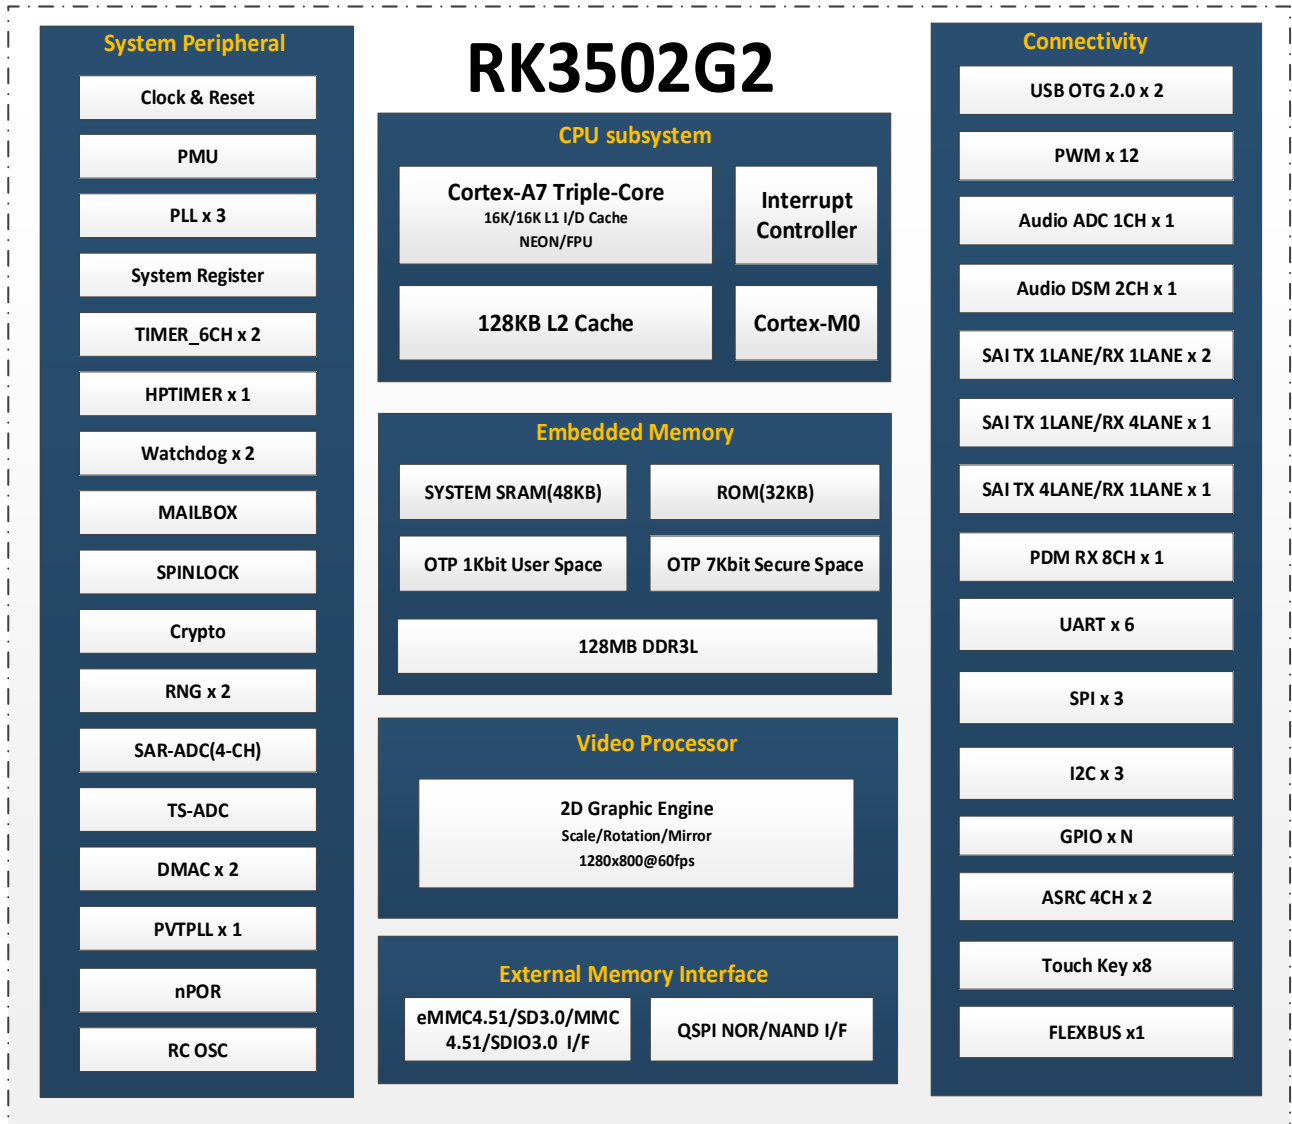 System Peripheral
Clock & Reset
PMU
PLL x 3
System Register
TIMER_6CH x 2
HPTIMER x 1
Watchdog x 2
MAILBOX
SPINLOCK
Crypto
RNG x 2
SAR-ADC(4-CH)
TS-ADC
DMAC x 2
PVTPLL x 1
nPOR
RC OSC
RK3502G2
CPU subsystem
Cortex-A7 Triple-Core
16K/16K L1 I/D Cache
NEON/FPU
Interrupt
Controller
128KB L2 Cache
Cortex-M0
Embedded Memory
SYSTEM SRAM(48KB)
ROM(32KB)
OTP 1Kbit User Space
OTP 7Kbit Secure Space
128MB DDR3L
Video Processor
2D Graphic Engine
Scale/Rotation/Mirror
1280x800@60fps
External Memory Interface
eMMC4.51/SD3.0/MMC
4.51/SDIO3.0 I/F
QSPI NOR/NAND I/F
Connectivity
USB OTG 2.0 x 2
PWM x 12
Audio ADC 1CH x 1
Audio DSM 2CH x 1
SAI TX 1LANE/RX 1LANE x 2
SAI TX 1LANE/RX 4LANE x 1
SAI TX 4LANE/RX 1LANE x 1
PDM RX 8CH x 1
UART x 6
SPI x 3
I2C x 3
GPIO x N
ASRC 4CH x 2
Touch Key x8
FLEXBUS x1